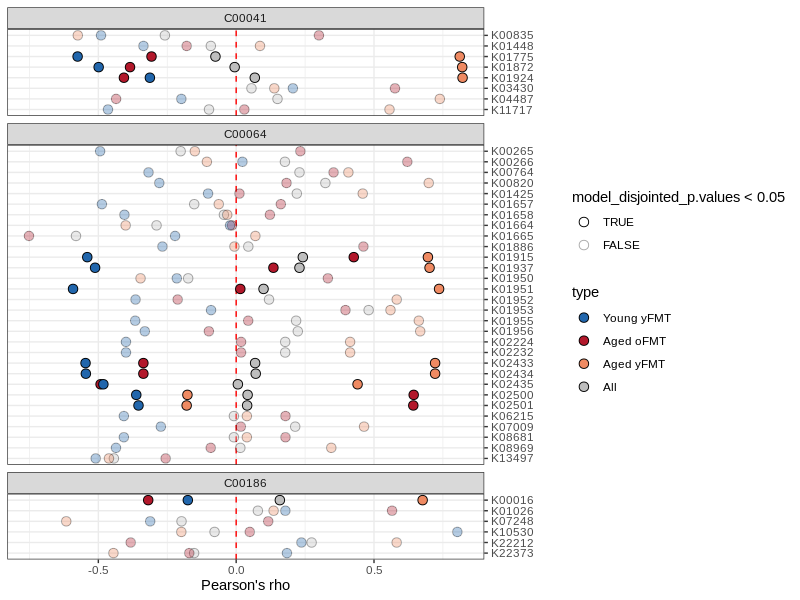 C00041
K00835
K01448
K01775
K01872
K01924
K03430
K04487
K11717
C00064
K00265
K00266
K00764
K00820
K01425
K01657
K01658
K01664
K01665
K01886
K01915
K01937
K01950
K01951
K01952
K01953
K01955
K01956
K02224
K02232
K02433
K02434
K02435
K02500
K02501
K06215
K07009
K08681
K08969
K13497
C00186
K00016
K01026
K07248
K10530
K22212
K22373
-0.5 0.0 0.5
Pearson's rho
model_disjointed_p.values < 0.05
TRUE
FALSE
type
Young yFMT
Aged oFMT
Aged yFMT
All